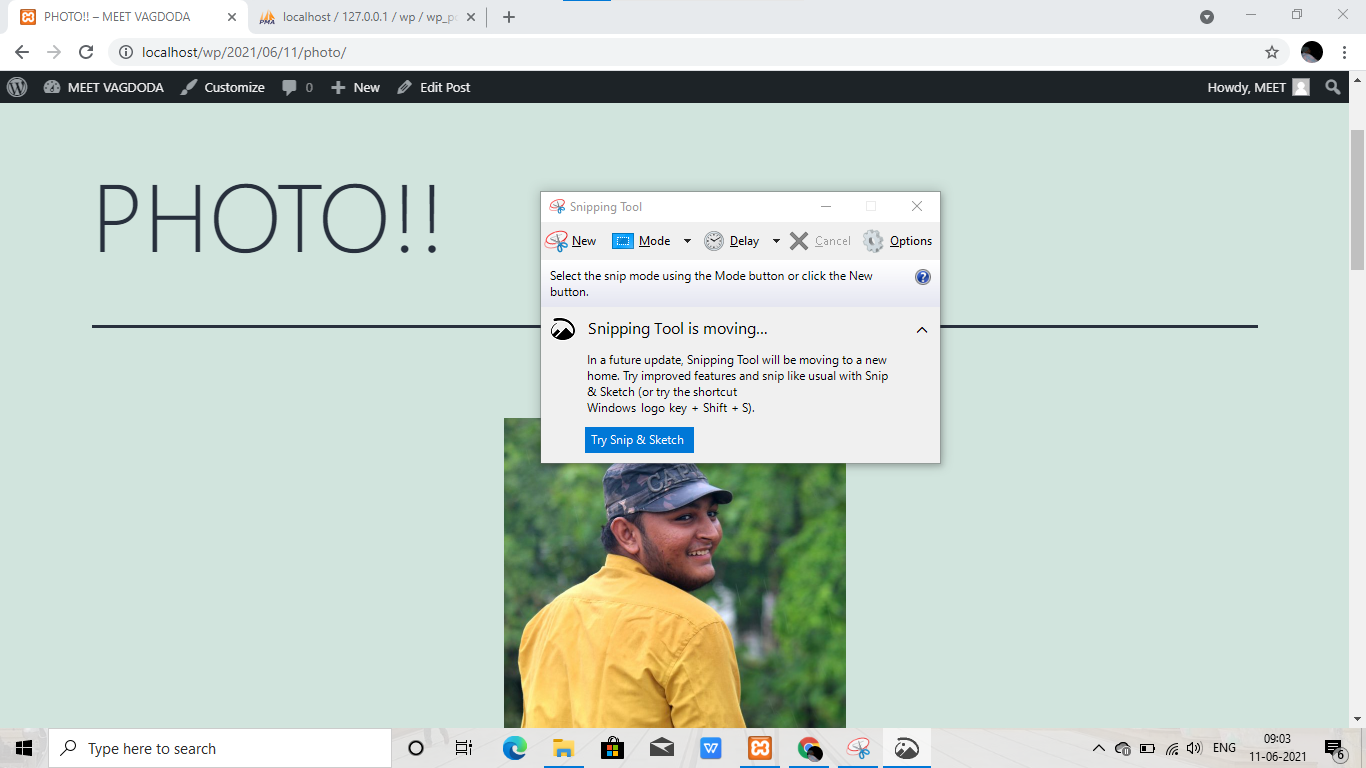 PHOTO!! – MEET VAGDODA
localhost / 127.0.0.1 / wp / wp_po
localhost/wp/2021/06/11/photo/
MEET VAGDODA
Customize
0
New
Edit Post
Howdy, MEET
PHOTO!!
Snipping Tool
New
Mode
Delay
Cancel
Options
Select the snip mode using the Mode button or click the New
button.
Snipping Tool is moving...
In a future update, Snipping Tool will be moving to a new
home. Try improved features and snip like usual with Snip
& Sketch (or try the shortcut
Windows logo key + Shift + S).
Try Snip & Sketch
CAPT
Type here to search
ENG
09:03
11-06-2021
6